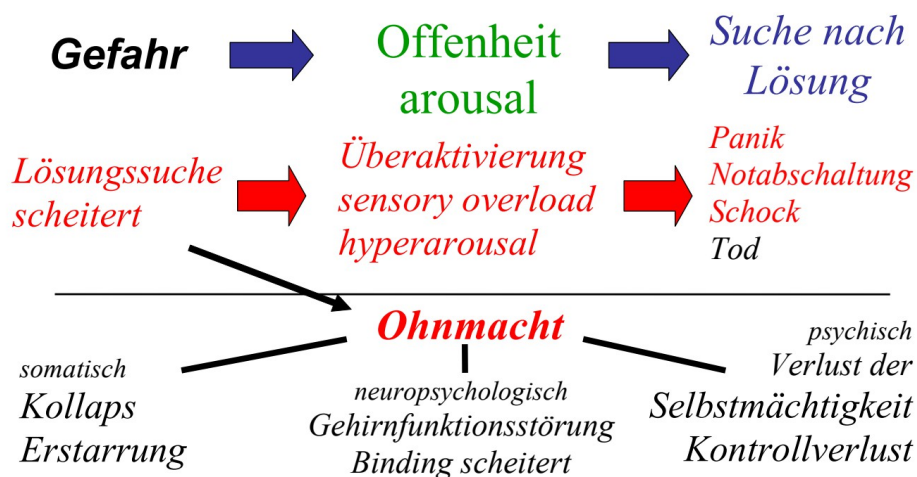 Gefahr
Offenheit
arousal
Suche nach
Lösung
Lösungssuche
scheitert
Überaktivierung
sensory overload
hyperarousal
Panik
Notabschaltung
Schock
Tod
Ohnmacht
somatisch
Kollaps
Erstarrung
neuropsychologisch
Gehirnfunktionsstörung
Binding scheitert
psychisch
Verlust der
Selbstmächtigkeit
Kontrollverlust